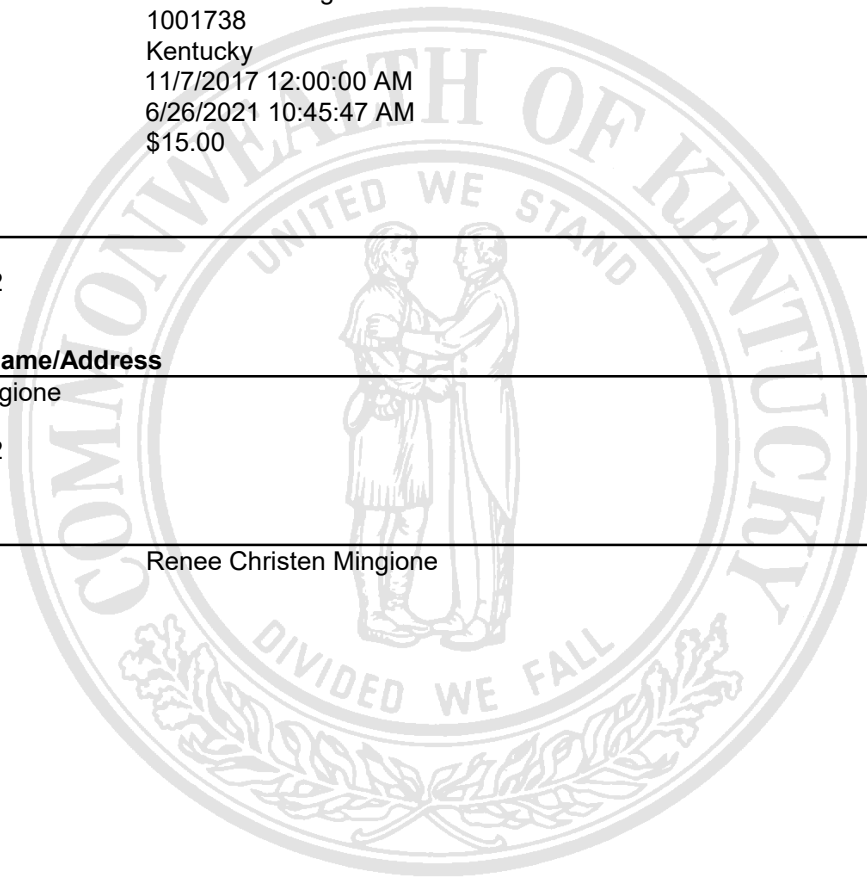 1001738
Kentucky
11/7/2017 12:00:00 AM
6/26/2021 10:45:47 AM
$15.00
COMMONWEALTH OF KENTUCKY
UNITED WE STAND
2
ame/Address
gione
2
Renee Christen Mingione
DIVIDED WE FALL